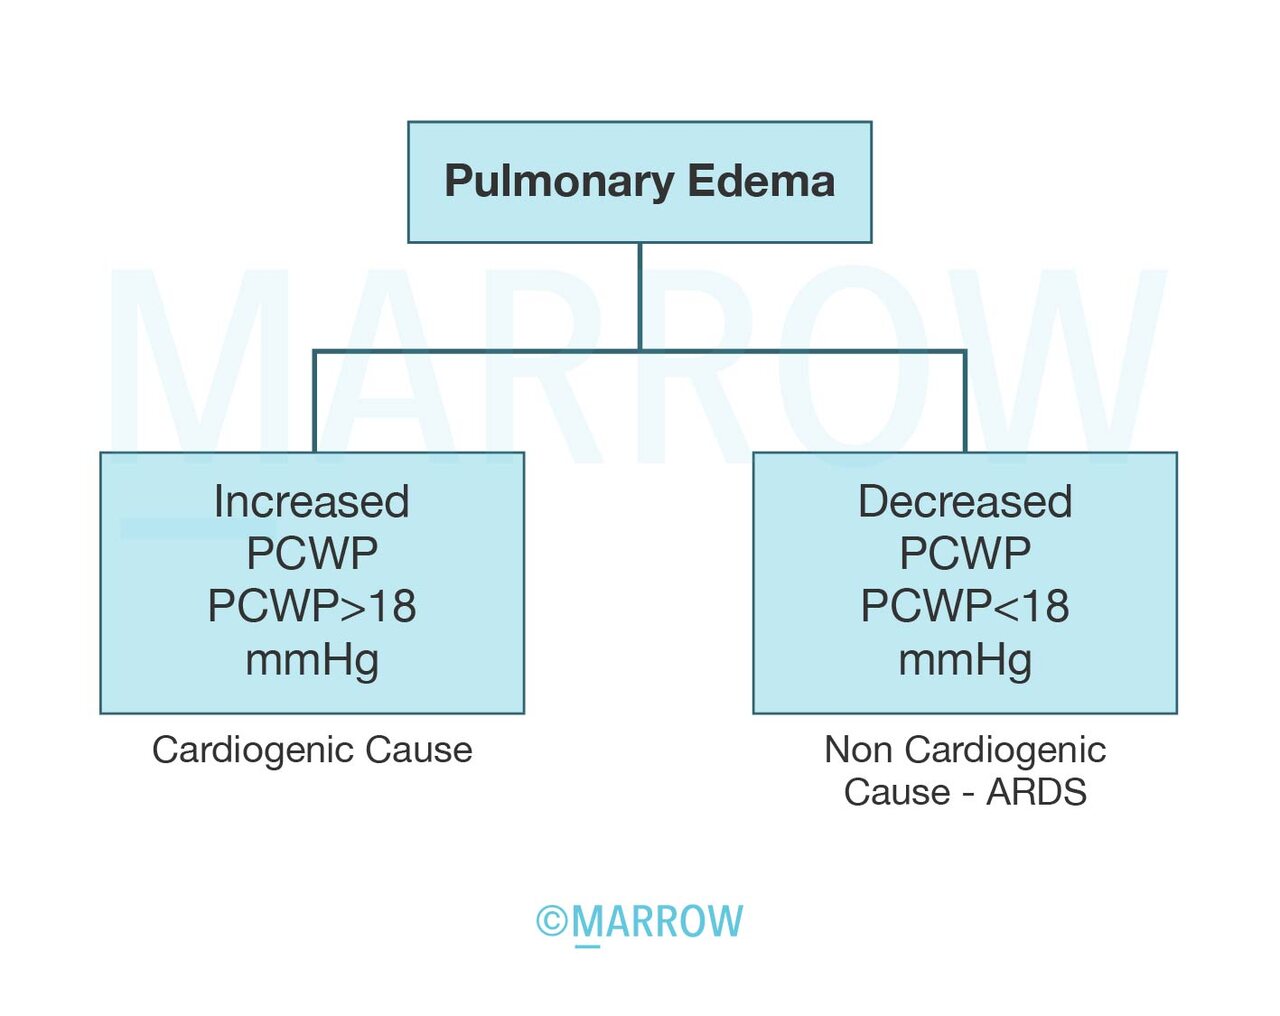 Pulmonary Edema
MARROW
Increased
PCWP
PCWP>18
mmHg
Cardiogenic Cause
Decreased
PCWP
PCWP<18
mmHg
Non Cardiogenic
Cause - ARDS
©MARROW